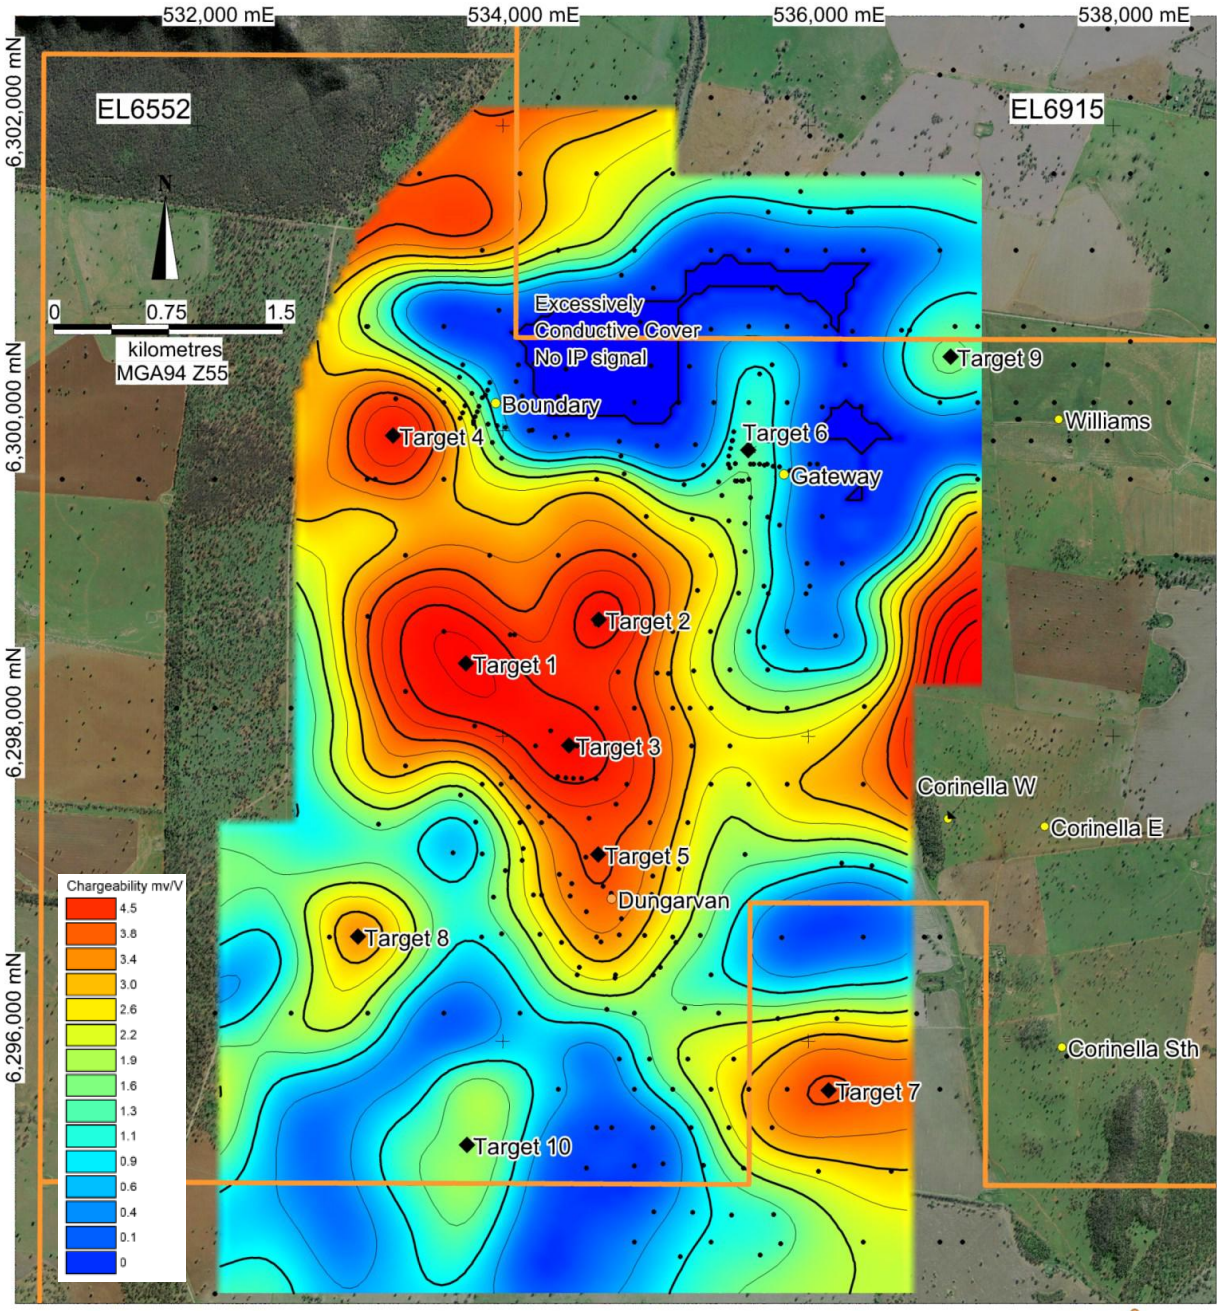 532,000 mE
534,000 mE
536,000 mE
538,000 mE
6,302,000 mN
EL6552
EL6915
N
0
0.75
1.5
kilometres
MGA94 Z55
Excessively
Conductive Cover
No IP signal
Target 9
6,300,000 mN
Boundary
Williams
Target 4
Target 6
Gateway
Target 2
Target 1
6,298,000 mN
Target 3
Corinella W
Corinella E
Target 5
Dungarvan
Target 8
6,296,000 mN
Corinella Sth
Target 7
Target 10
Chargeability mv/V
4.5
3.8
3.4
3.0
2.6
2.2
1.9
1.6
1.3
1.1
0.9
0.6
0.4
0.1
0